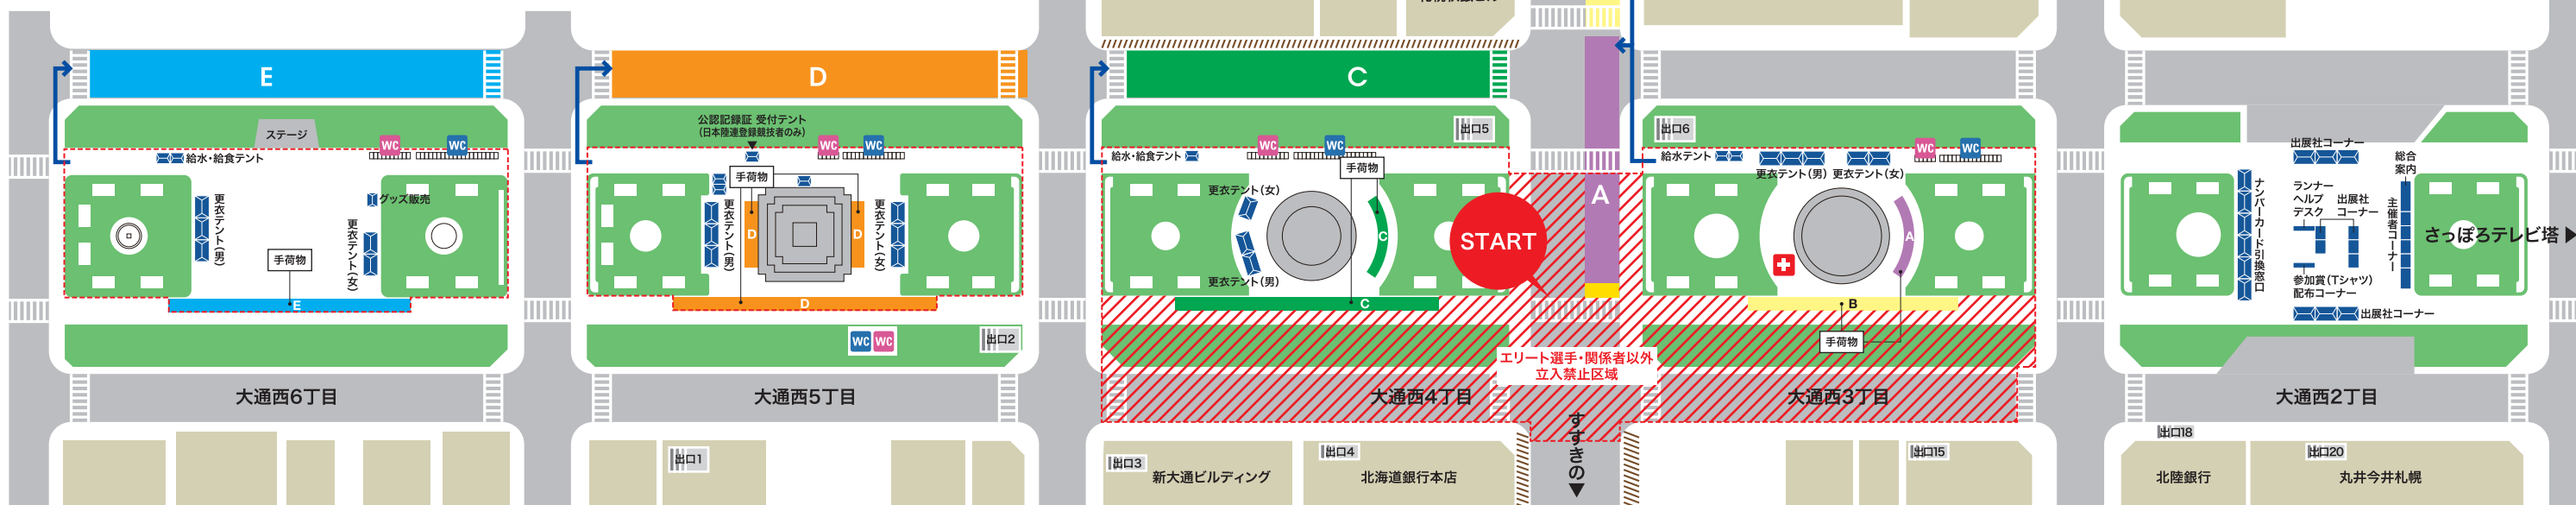 E
ステージ
WC
WC
給水・給食テント
更衣テント(男)
グッズ販売
更衣テント(女)
手荷物
E
大通西6丁目
D
公認記録証 受付テント
(日本陸連登録競技者のみ)
WC
WC
手荷物
更衣テント(男)
D
D
更衣テント(女)
D
WC
WC
出口2
大通西5丁目
出口1
C
出口5
給水・給食テント
WC
WC
手荷物
更衣テント(女)
C
更衣テント(男)
C
START
エリート選手・関係者以外
立入禁止区域
大通西4丁目
出口3
新大通ビルディング
出口4
北海道銀行本店
すすきの▼
A
出口6
給水テント
WC
WC
更衣テント(男)
更衣テント(女)
A
B
手荷物
大通西3丁目
出口15
出展社コーナー
総合
案内
ナンバーカード引換窓口
ランナー
ヘルプ
デスク
出展社
コーナー
主催者コーナー
さっぽろテレビ塔▶
参加賞(Tシャツ)
配布コーナー
出展社コーナー
大通西2丁目
出口18
北陸銀行
出口20
丸井今井札幌